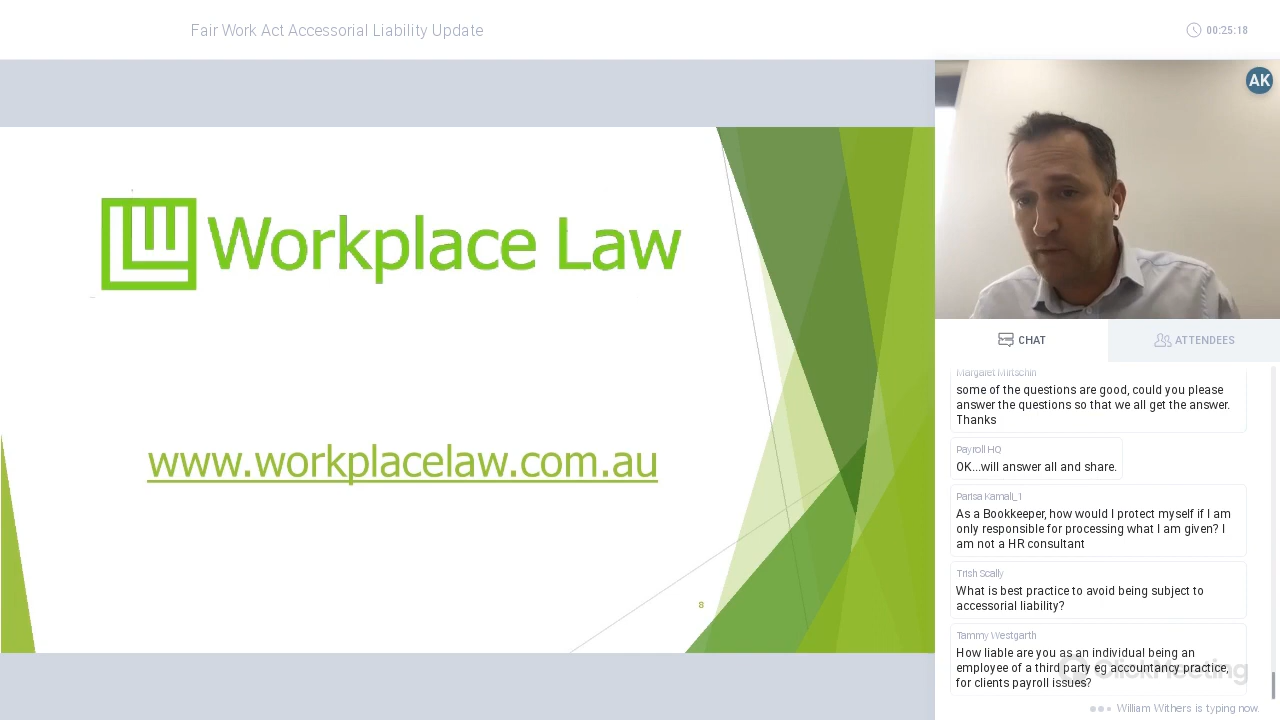 Fair Work Act Accessorial Liability Update
00:25:18
AK
Workplace Law
www.workplacelaw.com.au
8
CHAT
ATTENDEES
Margaret Mirtschin
some of the questions are good, could you please
answer the questions so that we all get the answer.
Thanks
Payroll HQ
OK...will answer all and share.
Parisa Kamali_1
As a Bookkeeper, how would I protect myself if I am
only responsible for processing what I am given? I
am not a HR consultant
Trish Scally
What is best practice to avoid being subject to
accessorial liability?
Tammy Westgarth
How liable are you as an individual being an
employee of a third party eg accountancy practice,
for clients payroll issues?
ClickMeeting
William Withers is typing now.